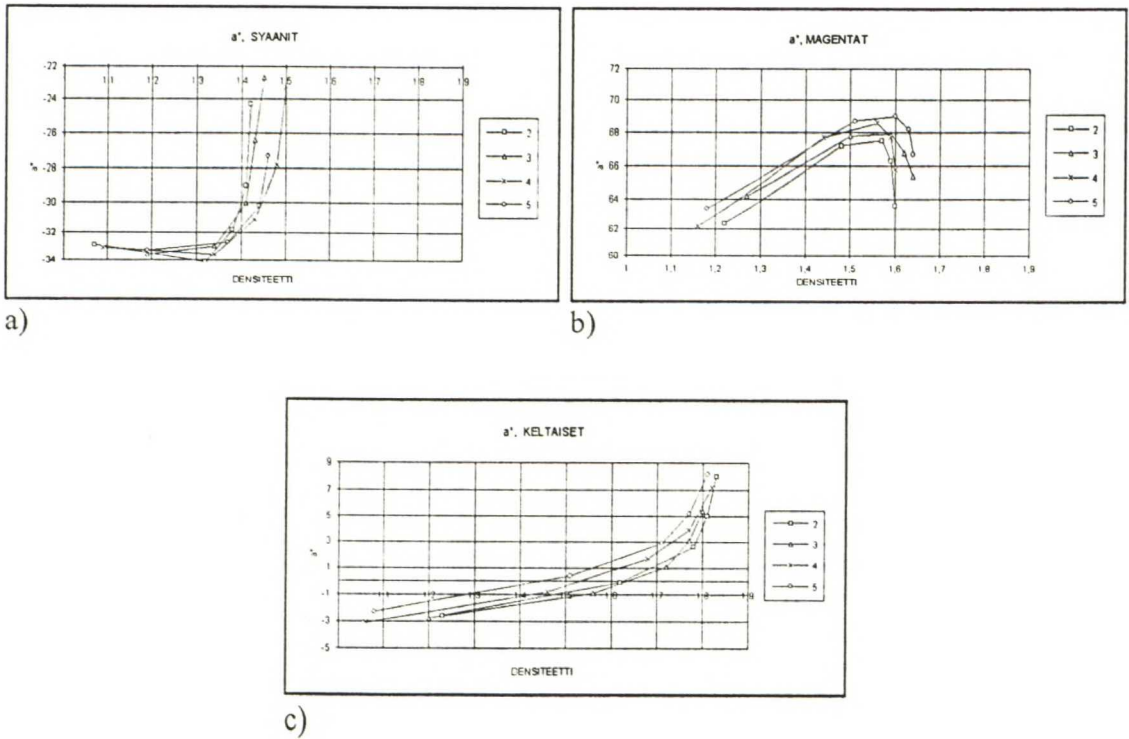 a*, SYAANIT
-22
-24
-26
-28
-30
-32
-34
1,1 1,2 1,3 1,4 1,5 1,6 1,7 1,8 1,9
a*
DENSITEETTI
2
3
4
5
a)
a*, MAGENTAT
72
70
68
66
64
62
60
a*
1 1,1 1,2 1,3 1,4 1,5 1,6 1,7 1,8 1,9
DENSITEETTI
2
3
4
5
b)
a*, KELTAISET
9
7
5
3
1
-1
-3
-5
a*
1,1 1,2 1,3 1,4 1,5 1,6 1,7 1,8 1,9
DENSITEETTI
2
3
4
5
c)